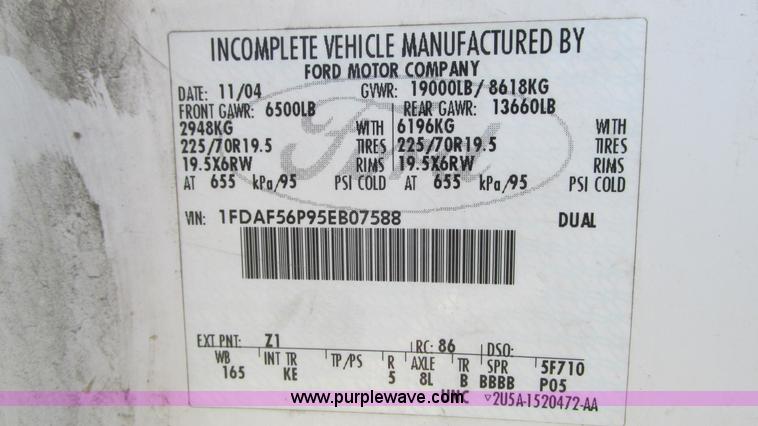 INCOMPLETE VEHICLE MANUFACTURED BY
FORD MOTOR COMPANY
DATE: 11/04 GVWR: 19000LB/ 8618KG
FRONT GAWR: 6500LB REAR GAWR: 13660LB
2948KG WITH 6196KG WITH
225/70R19.5 TIRES 225/70R19.5 TIRES
19.5X6RW RIMS 19.5X6RW RIMS
AT 655 kPa/95 PSI COLD AT 655 kPa/95 PSI COLD
VIN: 1FDAF56P95EB07588 DUAL
EXT PNT: Z1 RC: 86 DSO:
WB INT TR TP/PS R AXLE TR SPR 5F710
165 KE 5 8L B BBBB P05
www.purplewave.com UNC 2U5A-1520472-AA
Ford